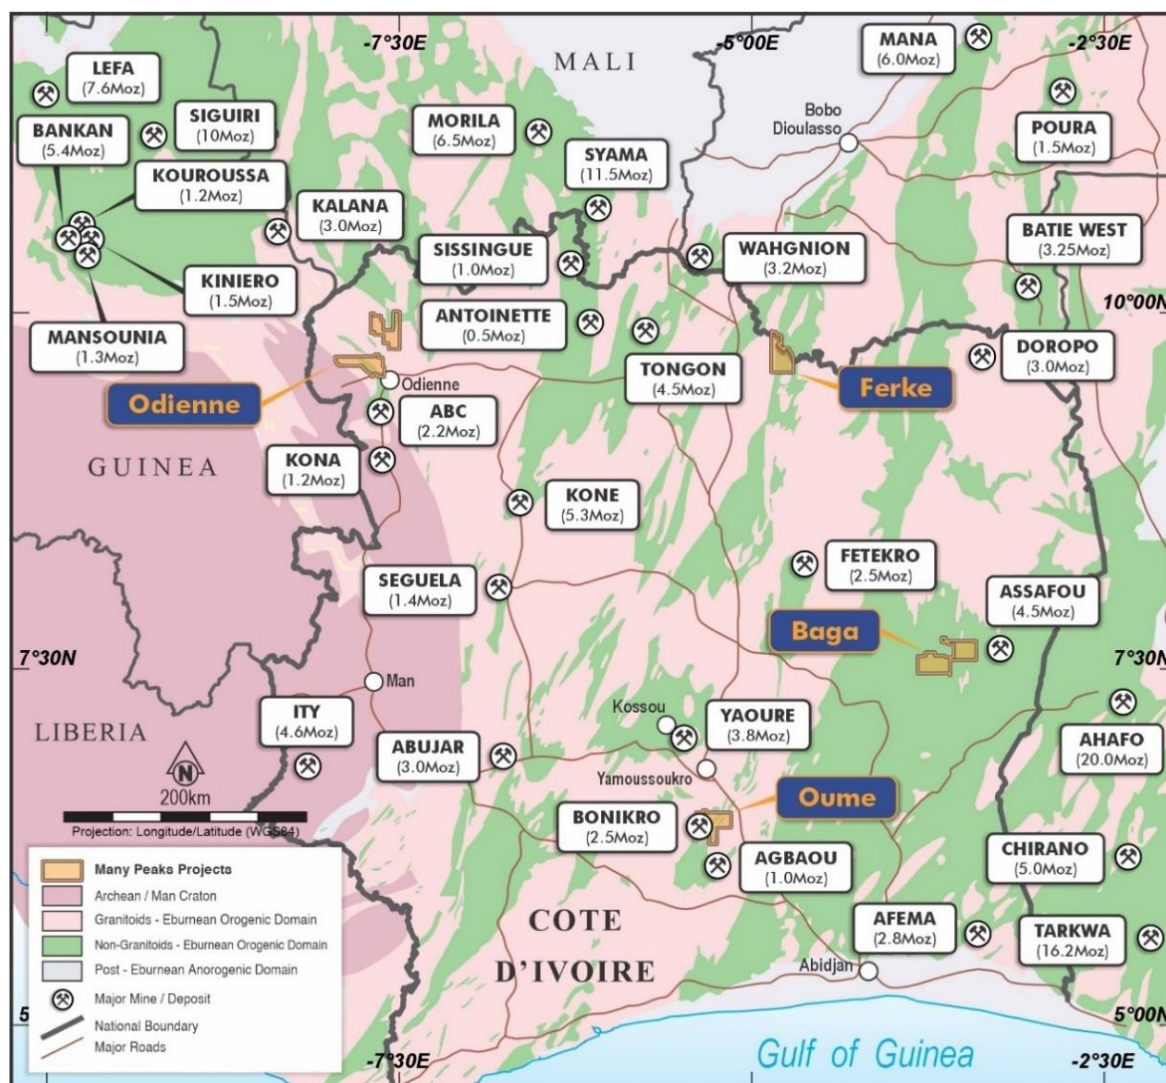 -7°30E
-5°00E
-2°30E
MALI
MANA
(6.0Moz)
LEFA
(7.6Moz)
SIGUIRI
(10Moz)
BANKAN
(5.4Moz)
MORILA
(6.5Moz)
Bobo
Dioulasso
POURA
(1.5Moz)
SYAMA
(11.5Moz)
KOUROUSSA
(1.2Moz)
KALANA
(3.0Moz)
SISSINGUE
(1.0Moz)
WAHGNION
(3.2Moz)
BATIE WEST
(3.25Moz)
KINIERO
(1.5Moz)
10°00N
ANTOINETTE
(0.5Moz)
MANSOUNIA
(1.3Moz)
TONGON
(4.5Moz)
DOROPO
(3.0Moz)
Odienne
Odienne
Ferke
ABC
(2.2Moz)
GUINEA
KONA
(1.2Moz)
KONE
(5.3Moz)
FETEKRO
(2.5Moz)
SEGUELA
(1.4Moz)
ASSAFOU
(4.5Moz)
Baga
7°30N
7°30N
Man
ITY
(4.6Moz)
Kossou
YAOURE
(3.8Moz)
LIBERIA
ABUJAR
(3.0Moz)
AHAFO
(20.0Moz)
Yamoussoukro
N
200km
Projection: Longitude/Latitude (WGS84)
Oume
BONIKRO
(2.5Moz)
AGBAOU
(1.0Moz)
CHIRANO
(5.0Moz)
Many Peaks Projects
Archean / Man Craton
Granitoids - Eburnean Orogenic Domain
Non-Granitoids - Eburnean Orogenic Domain
Post - Eburnean Anorogenic Domain
Major Mine / Deposit
National Boundary
Major Roads
COTE
D'IVOIRE
AFEMA
(2.8Moz)
TARKWA
(16.2Moz)
Abidjan
5
5°00N
Gulf of Guinea
-7°30E
-2°30E